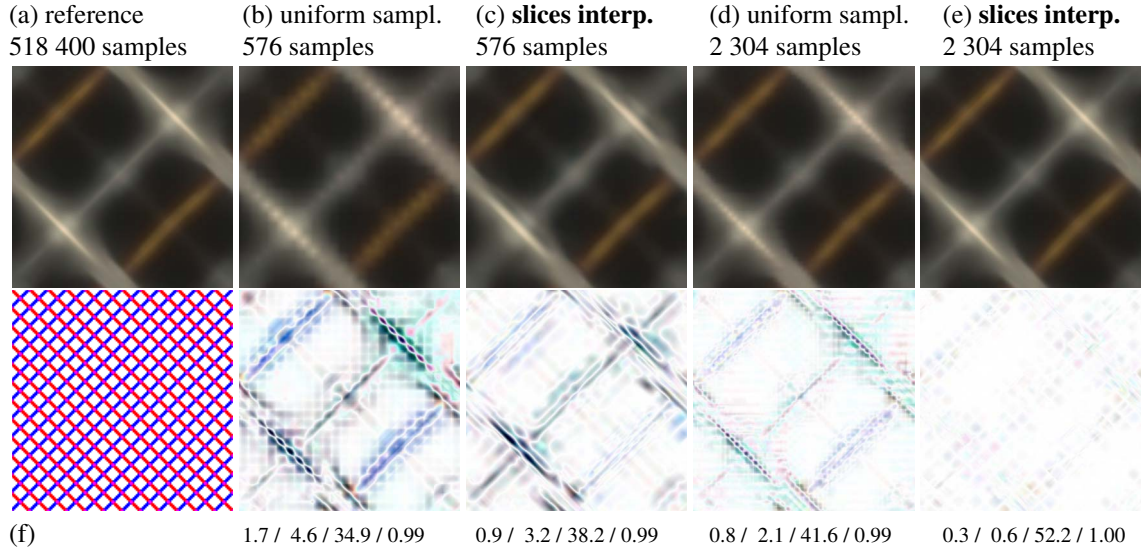 (a) reference
518 400 samples
(b) uniform sampl.
576 samples
(c) slices interp.
576 samples
(d) uniform sampl.
2 304 samples
(e) slices interp.
2 304 samples
(f)
1.7 / 4.6 / 34.9 / 0.99
0.9 / 3.2 / 38.2 / 0.99
0.8 / 2.1 / 41.6 / 0.99
0.3 / 0.6 / 52.2 / 1.00